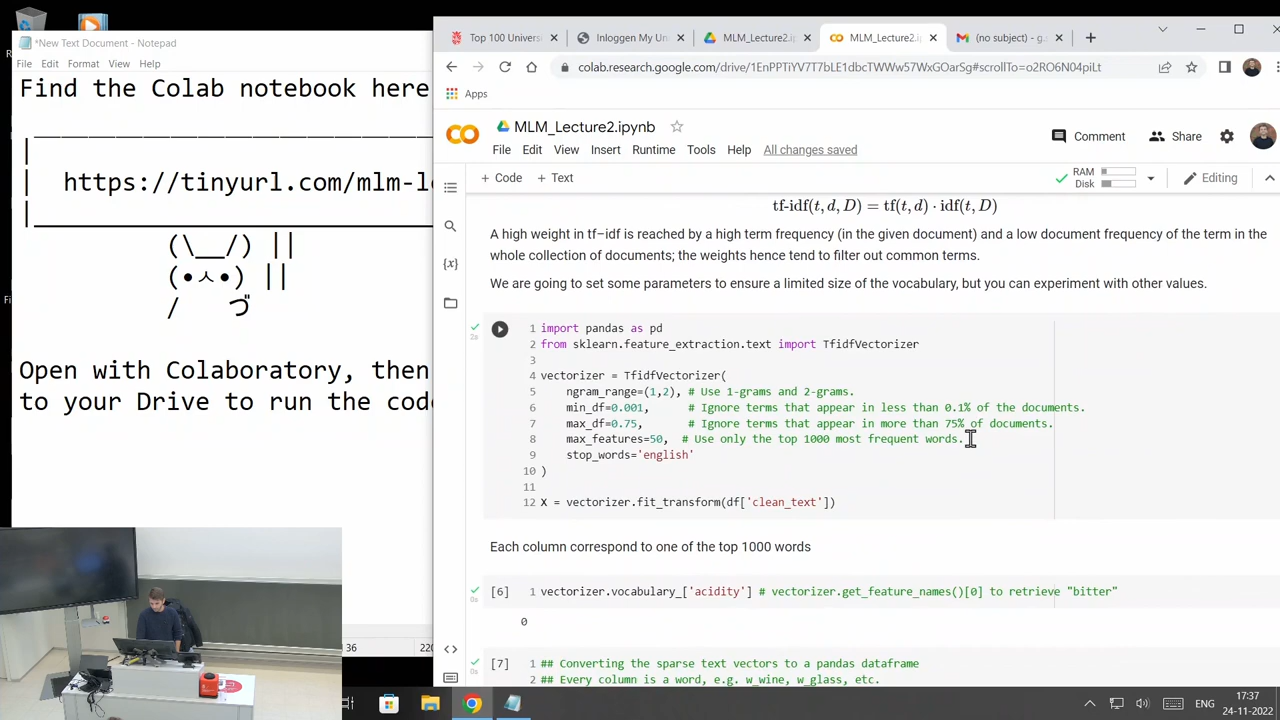 *New Text Document - Notepad
File Edit Format View Help
Find the Colab notebook here
https://tinyurl.com/mlm-l
(\__/) ||
(•ㅅ•) ||
/ づ
Open with Colaboratory, then
to your Drive to run the code
36
220
Top 100 Univers
Inloggen My Un
MLM_Lecture2.i
MLM_Lecture2.i
(no subject) - g
colab.research.google.com/drive/1EnPPTiYV7T7bLE1dbcTWWw57WxGOarSg#scrollTo=o2RO6N04piLt
Apps
MLM_Lecture2.ipynb
Comment
Share
File Edit View Insert Runtime Tools Help All changes saved
+ Code + Text
RAM
Disk
Editing
tf-idf(t, d, D) = tf(t, d) · idf(t, D)
A high weight in tf–idf is reached by a high term frequency (in the given document) and a low document frequency of the term in the
whole collection of documents; the weights hence tend to filter out common terms.
We are going to set some parameters to ensure a limited size of the vocabulary, but you can experiment with other values.
2s
1 import pandas as pd
2 from sklearn.feature_extraction.text import TfidfVectorizer
3
4 vectorizer = TfidfVectorizer(
5 ngram_range=(1,2), # Use 1-grams and 2-grams.
6 min_df=0.001, # Ignore terms that appear in less than 0.1% of the documents.
7 max_df=0.75, # Ignore terms that appear in more than 75% of documents.
8 max_features=50, # Use only the top 1000 most frequent words.
9 stop_words='english'
10 )
11
12 X = vectorizer.fit_transform(df['clean_text'])
Each column correspond to one of the top 1000 words
0s
[6] 1 vectorizer.vocabulary_['acidity'] # vectorizer.get_feature_names()[0] to retrieve "bitter"
0
0s
[7] 1 ## Converting the sparse text vectors to a pandas dataframe
2 ## Every column is a word, e.g. w_wine, w_glass, etc.
ENG
17:37
24-11-2022